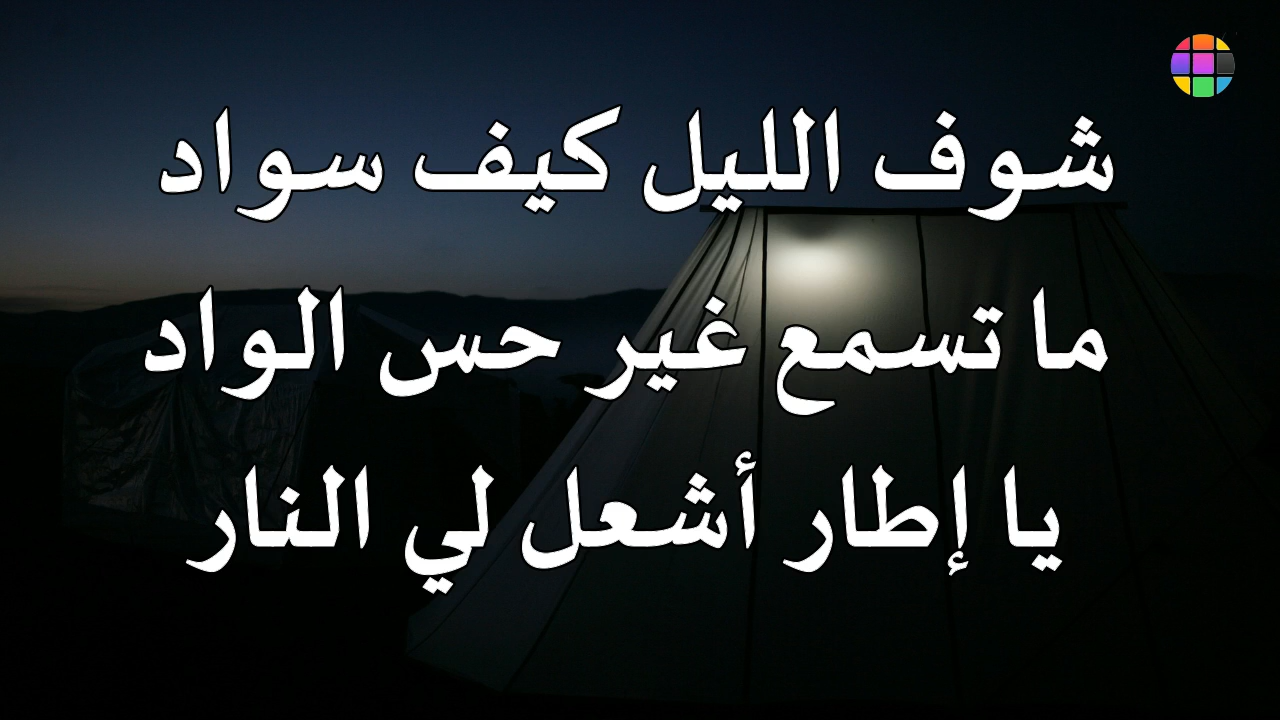 شوف الليل كيف سواد
ما تسمع غير حس الواد
يا إطار أشعل لي النار